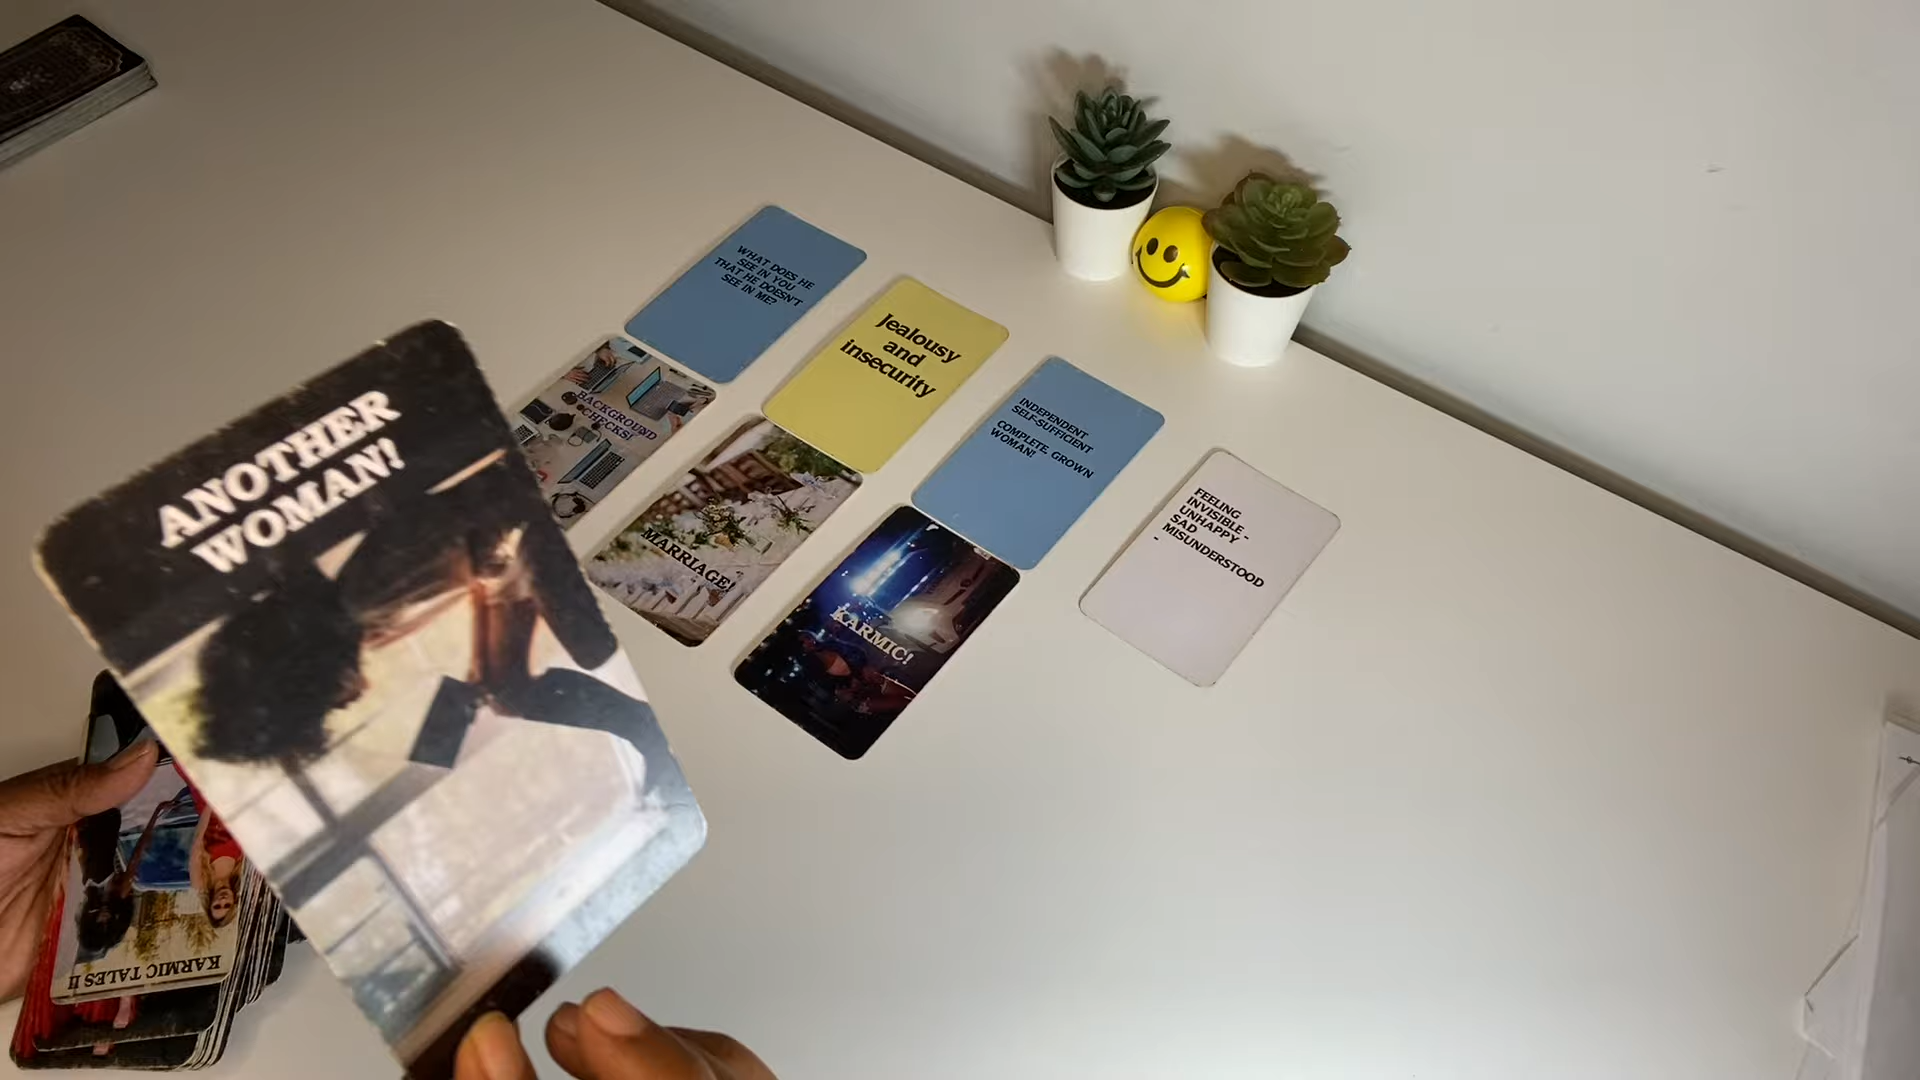 WHAT DOES HE
SEE IN YOU
THAT HE DOESN'T
SEE IN ME?
Jealousy
and
insecurity
INDEPENDENT
SELF-SUFFICIENT
COMPLETE, GROWN
WOMAN!
FEELING
INVISIBLE -
UNHAPPY -
SAD
- MISUNDERSTOOD
BACKGROUND
CHECKS!
MARRIAGE!
KARMIC!
ANOTHER
WOMAN!
KARMIC TALES II